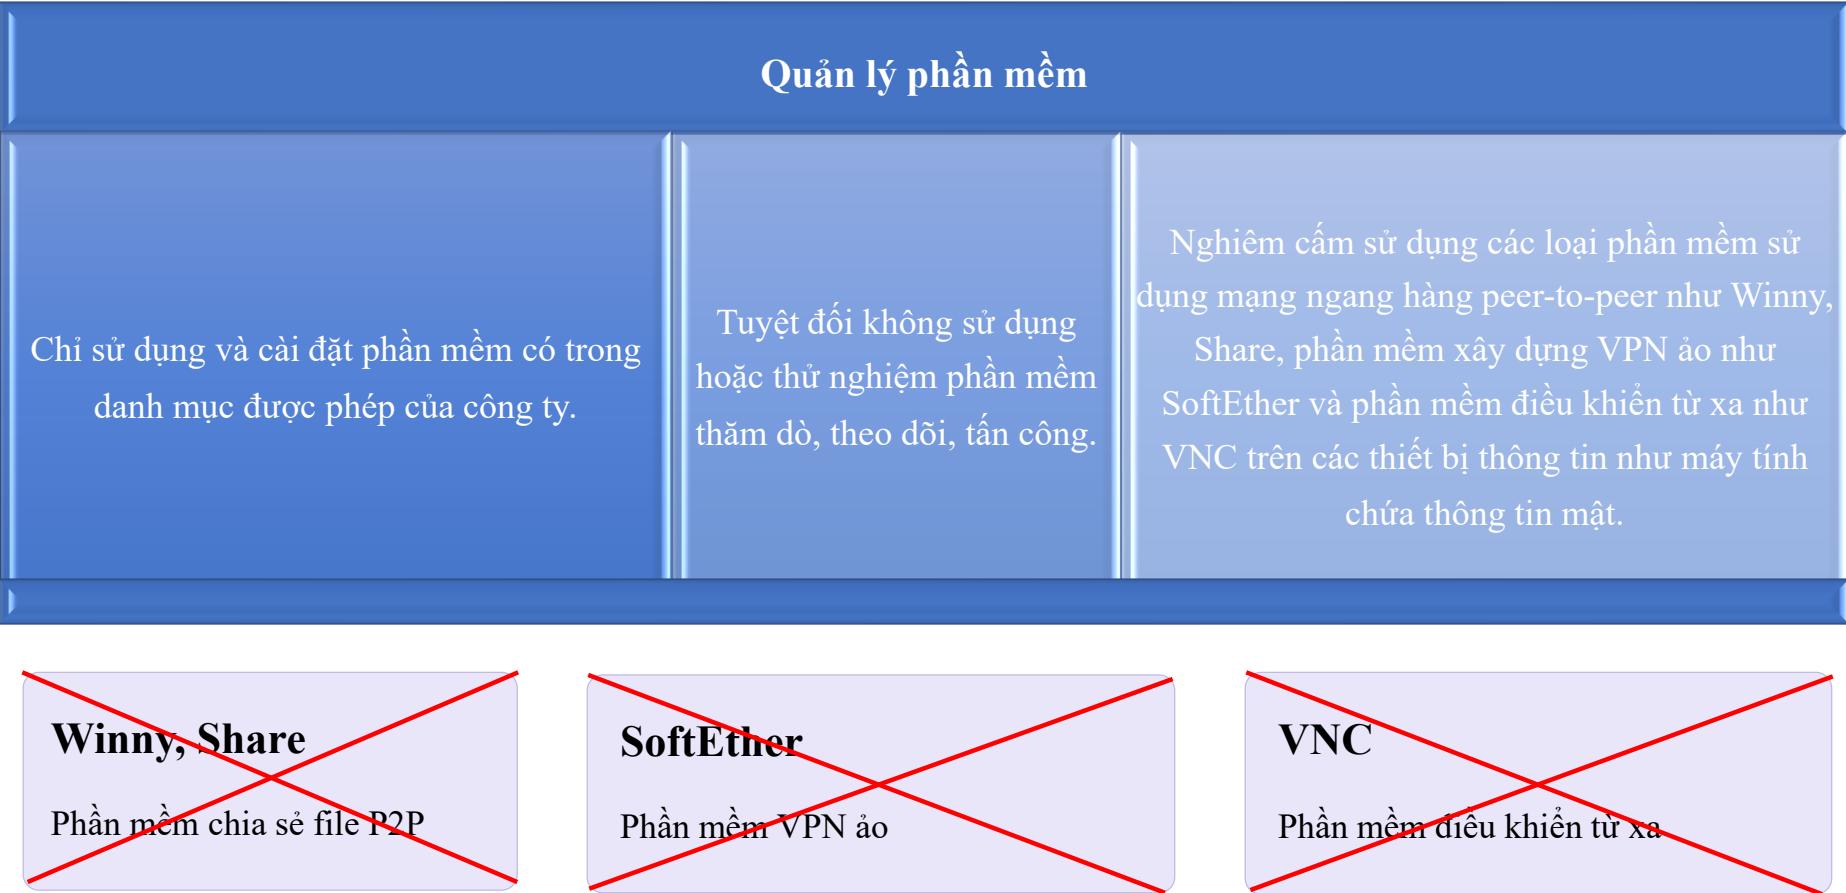 Quản lý phần mềm
Chỉ sử dụng và cài đặt phần mềm có trong
danh mục được phép của công ty.
Tuyệt đối không sử dụng
hoặc thử nghiệm phần mềm
thăm dò, theo dõi, tấn công.
Nghiêm cấm sử dụng các loại phần mềm sử
dụng mạng ngang hàng peer-to-peer như Winny,
Share, phần mềm xây dựng VPN ảo như
SoftEther và phần mềm điều khiển từ xa như
VNC trên các thiết bị thông tin như máy tính
chứa thông tin mật.
Winny, Share
Phần mềm chia sẻ file P2P
SoftEther
Phần mềm VPN ảo
VNC
Phần mềm điều khiển từ xa